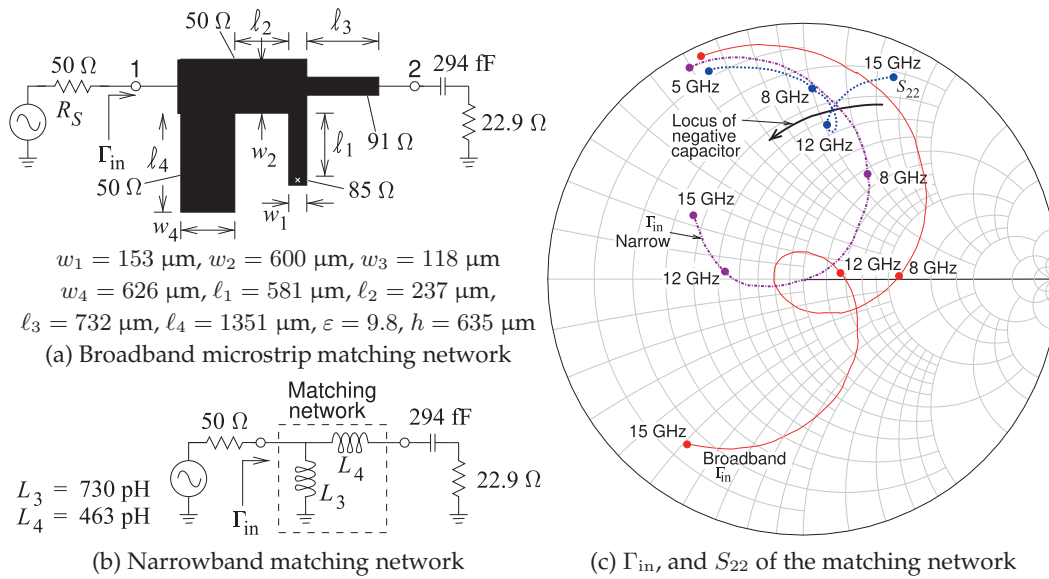 50 Ω
ℓ2
ℓ3
50 Ω
1
2
294 fF
R_S
Γin
ℓ4
w2
ℓ1
91 Ω
22.9 Ω
50 Ω
85 Ω
w1
w4
w1 = 153 μm, w2 = 600 μm, w3 = 118 μm
w4 = 626 μm, ℓ1 = 581 μm, ℓ2 = 237 μm,
ℓ3 = 732 μm, ℓ4 = 1351 μm, ε = 9.8, h = 635 μm
(a) Broadband microstrip matching network
Matching
network
50 Ω
294 fF
L4
L3
Γin
22.9 Ω
L3 = 730 pH
L4 = 463 pH
(b) Narrowband matching network
5 GHz
15 GHz
S22
8 GHz
Locus of
negative
capacitor
12 GHz
8 GHz
15 GHz
Γin
Narrow
12 GHz
12 GHz
8 GHz
15 GHz
Broadband
Γin
(c) Γin, and S22 of the matching network